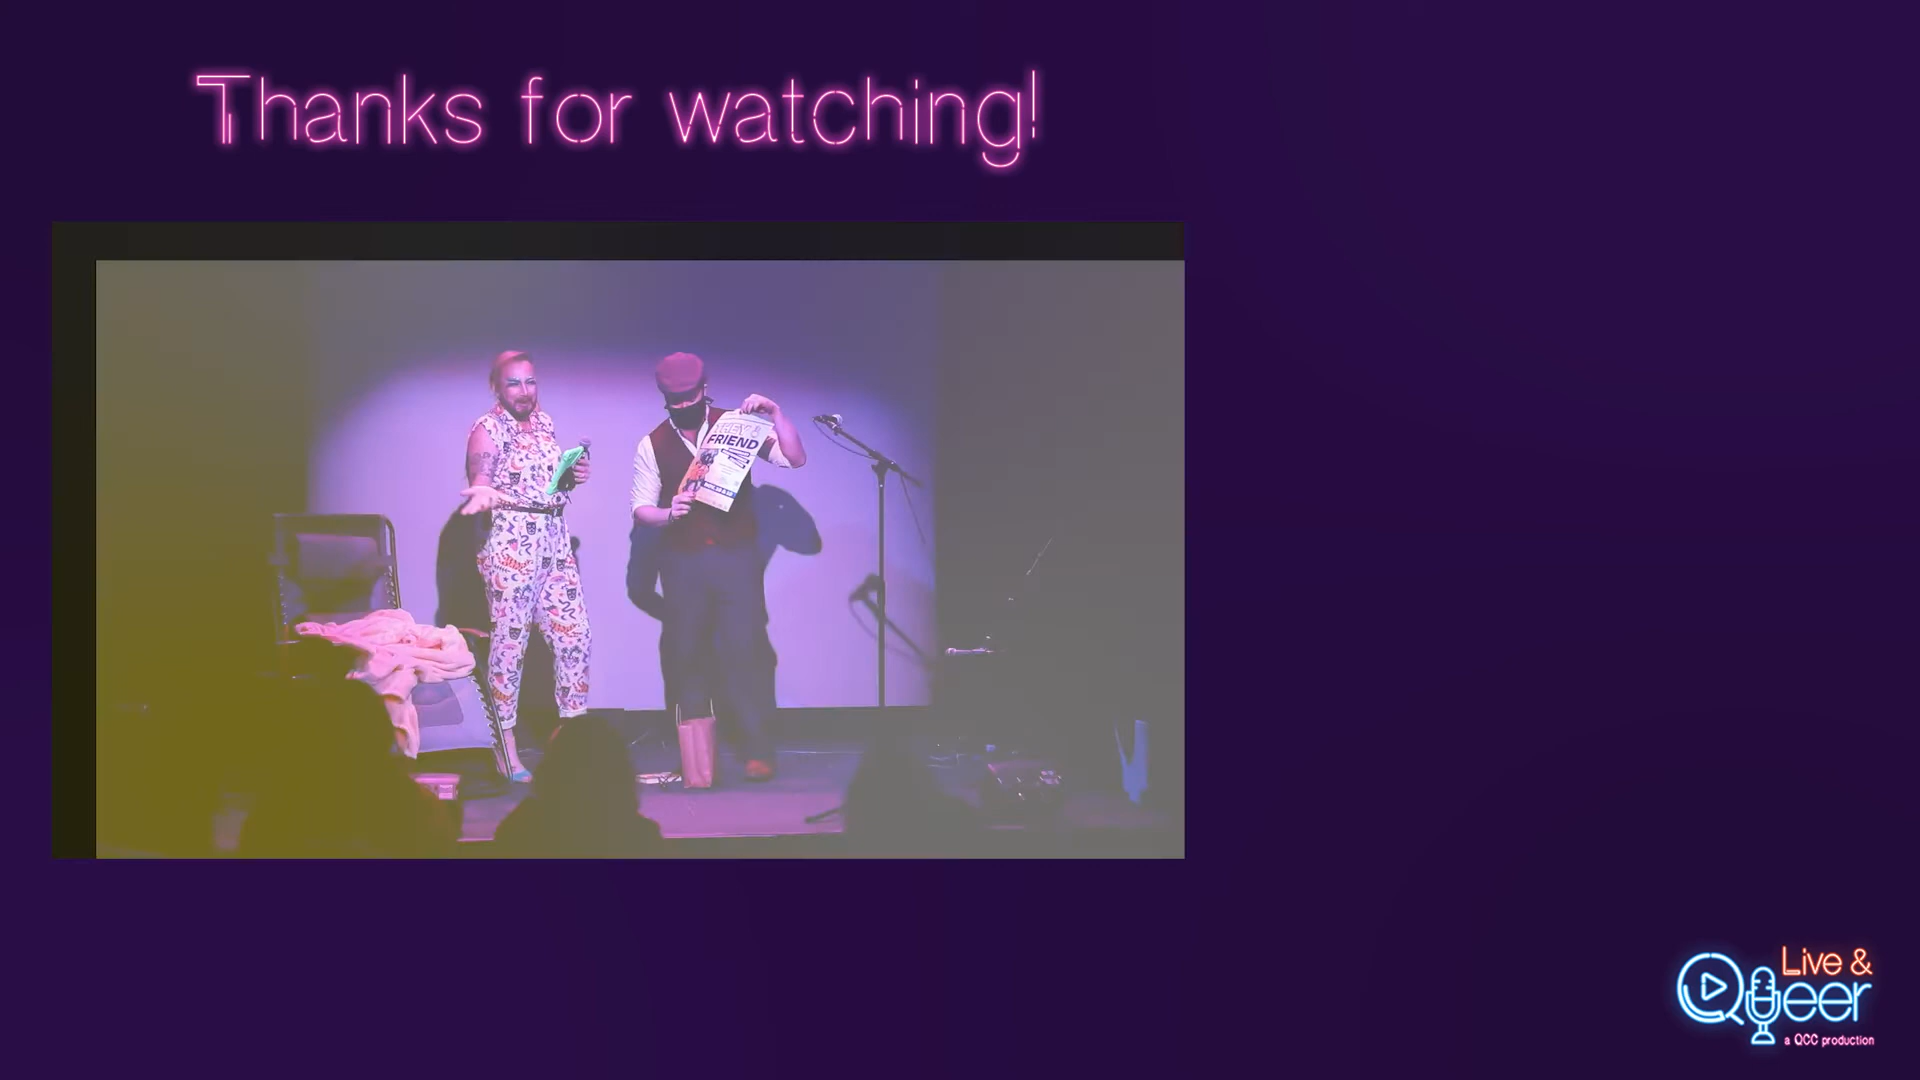 Thanks for watching!
FRIEND
Live &
Queer
a QCC production